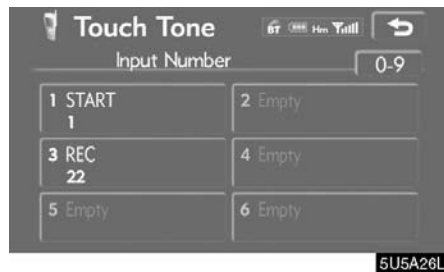 Touch Tone BT Hm
Input Number 0-9
1 START 2 Empty
1
3 REC 4 Empty
22
5 Empty 6 Empty
5U5A26L